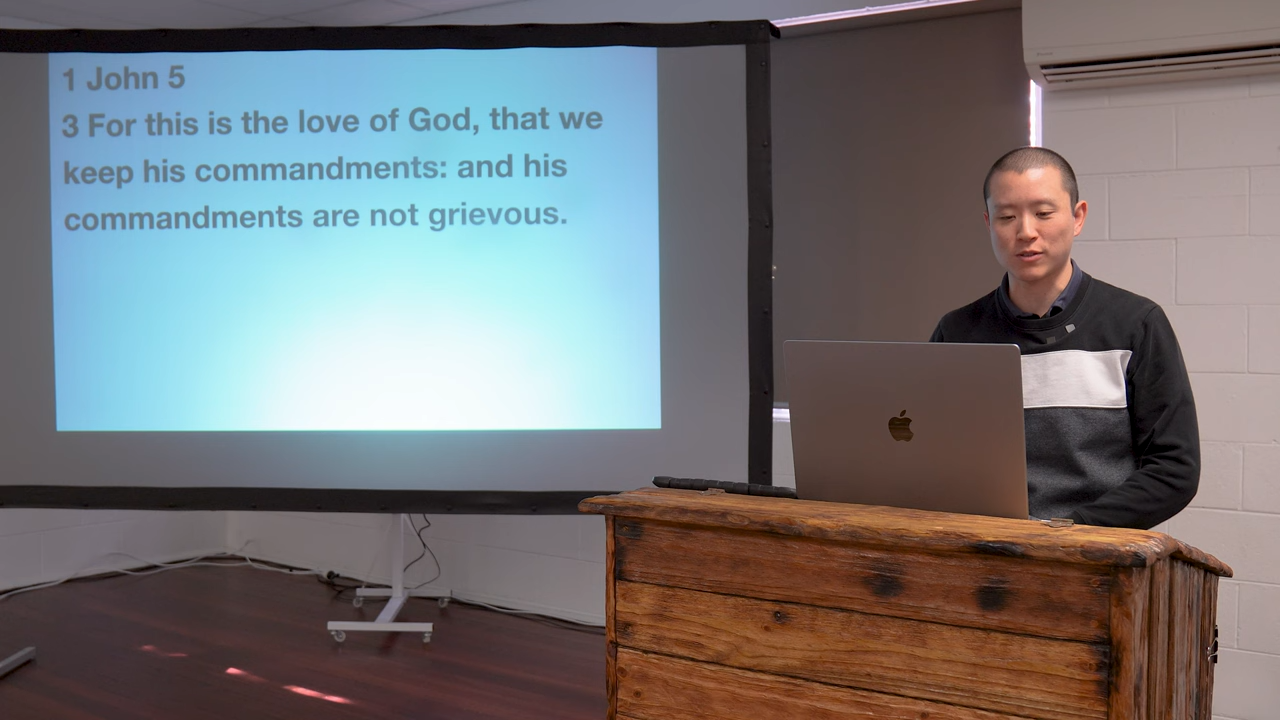 1 John 5
3 For this is the love of God, that we
keep his commandments: and his
commandments are not grievous.